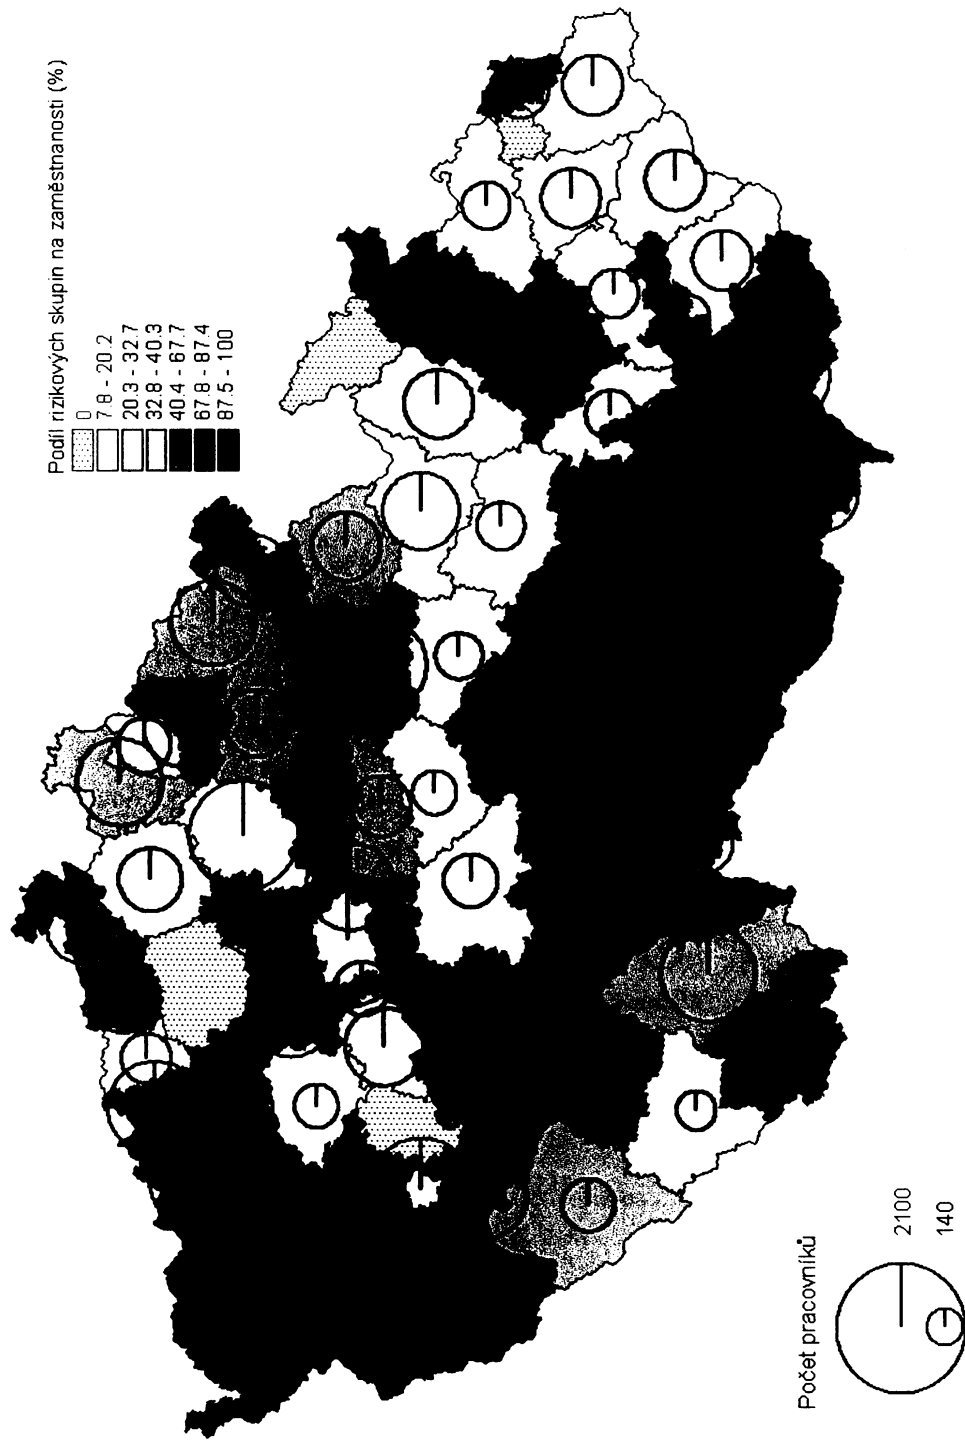 Podíl rizikových skupin na zaměstnanosti (%)
0
7.8 - 20.2
20.3 - 32.7
32.8 - 40.3
40.4 - 67.7
67.8 - 87.4
87.5 - 100
Počet pracovníků
2100
140